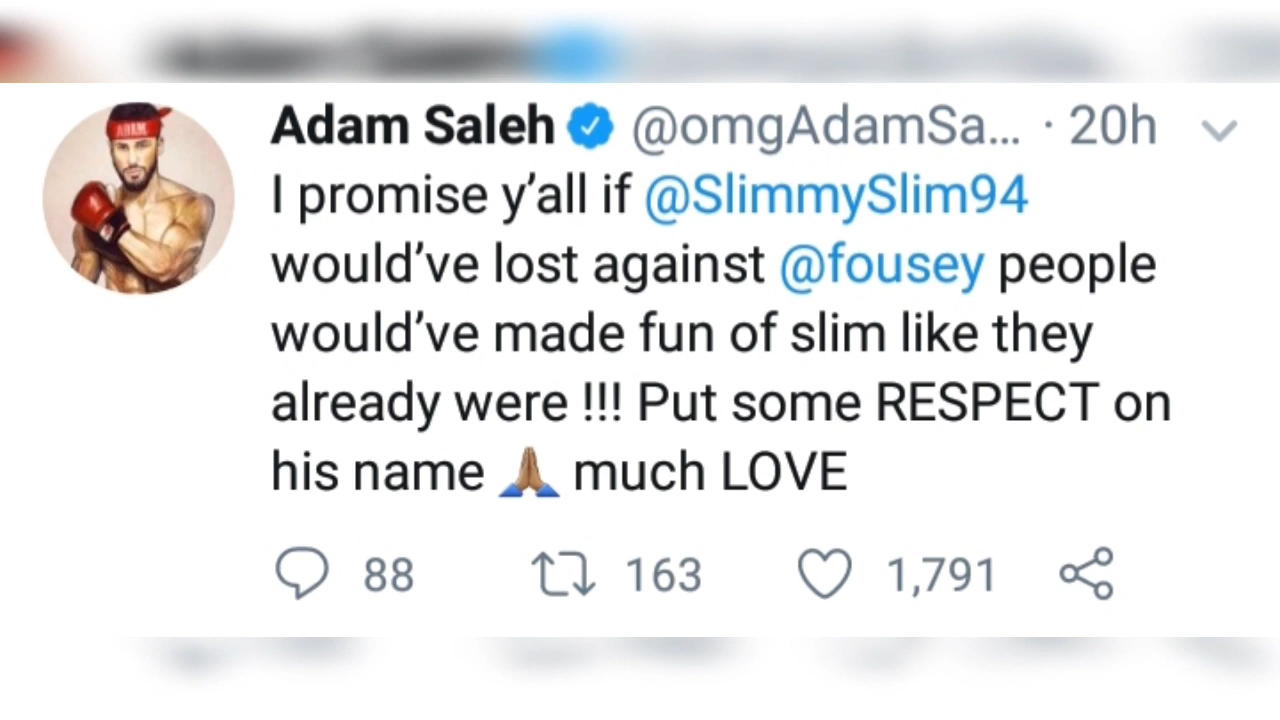 Adam Saleh @omgAdamSa... · 20h
I promise y’all if @SlimmySlim94
would’ve lost against @fousey people
would’ve made fun of slim like they
already were !!! Put some RESPECT on
his name 🙏🏽 much LOVE
88 163 1,791
ADAM